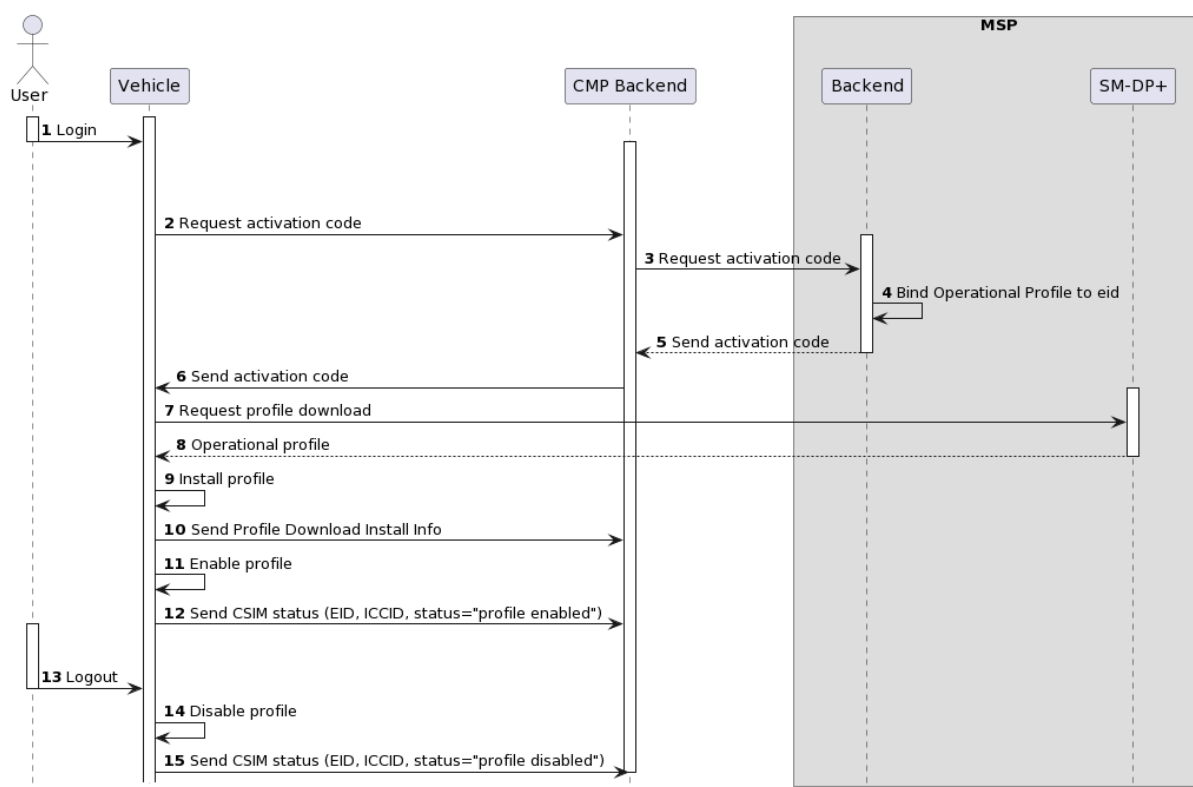 MSP
User
Vehicle
CMP Backend
Backend
SM-DP+
1 Login
2 Request activation code
3 Request activation code
4 Bind Operational Profile to eid
5 Send activation code
6 Send activation code
7 Request profile download
8 Operational profile
9 Install profile
10 Send Profile Download Install Info
11 Enable profile
12 Send CSIM status (EID, ICCID, status="profile enabled")
13 Logout
14 Disable profile
15 Send CSIM status (EID, ICCID, status="profile disabled")